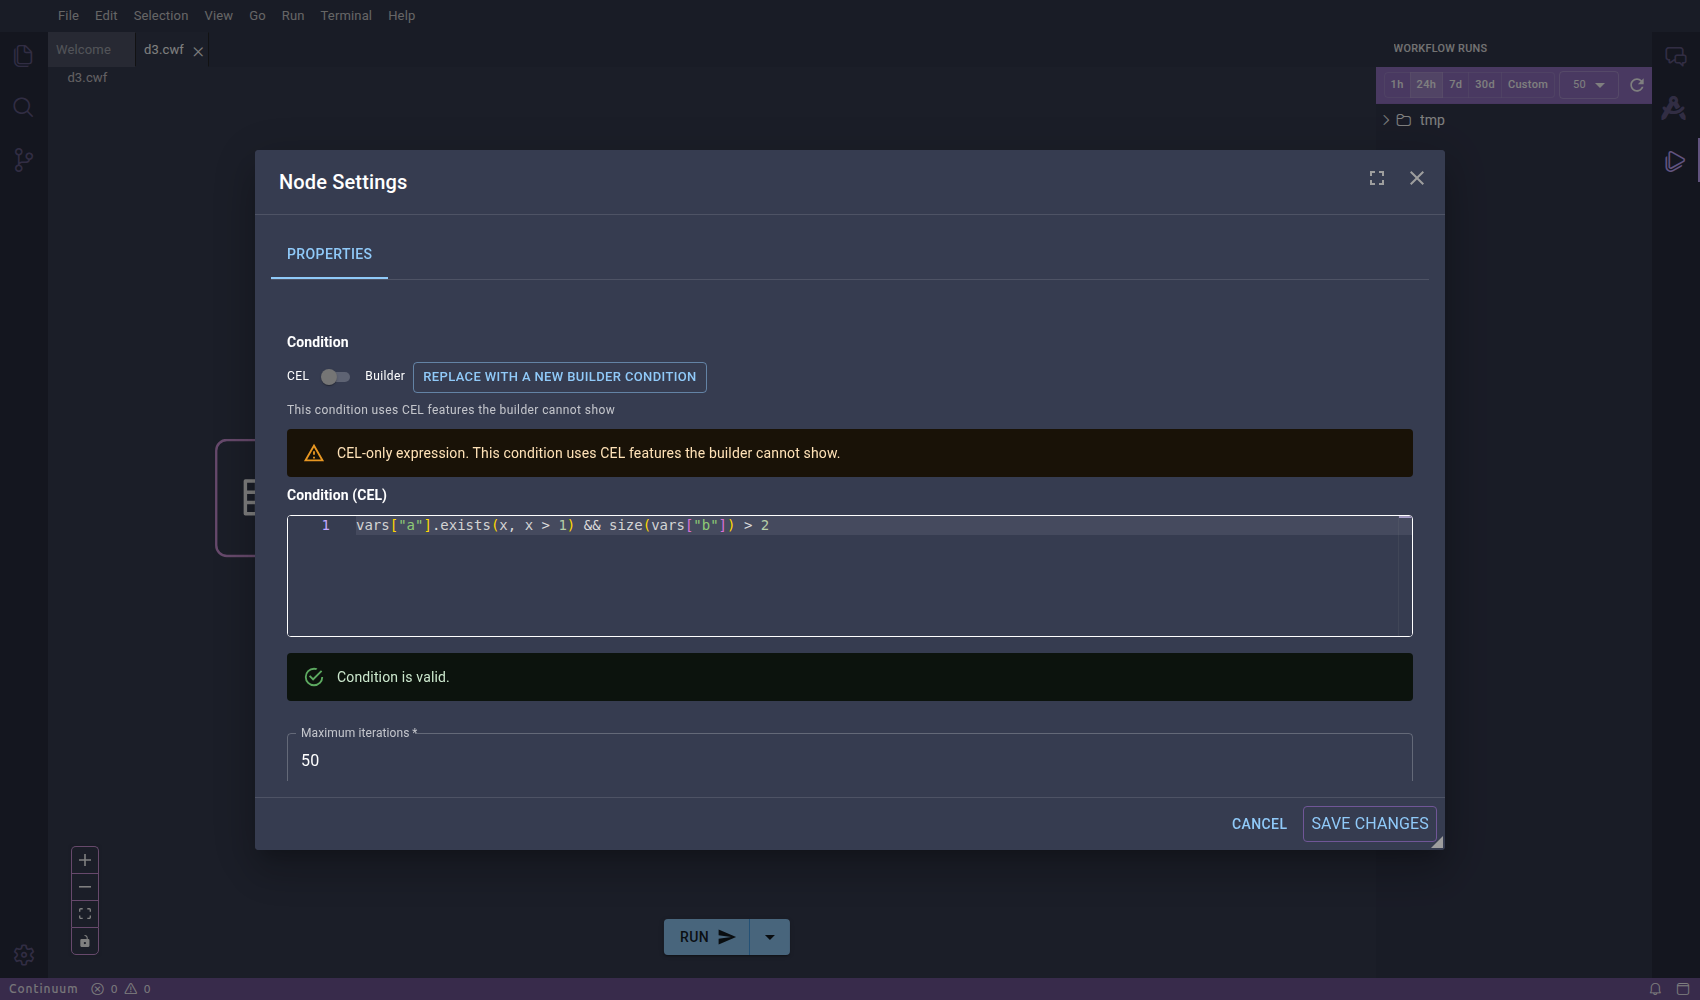 File Edit Selection View Go Run Terminal Help
Welcome d3.cwf
WORKFLOW RUNS
d3.cwf
1h 24h 7d 30d Custom 50
tmp
Node Settings
PROPERTIES
Condition
CEL Builder REPLACE WITH A NEW BUILDER CONDITION
This condition uses CEL features the builder cannot show
CEL-only expression. This condition uses CEL features the builder cannot show.
Condition (CEL)
1 vars["a"].exists(x, x > 1) && size(vars["b"]) > 2
Condition is valid.
Maximum iterations *
50
CANCEL SAVE CHANGES
RUN
Continuum 0 0